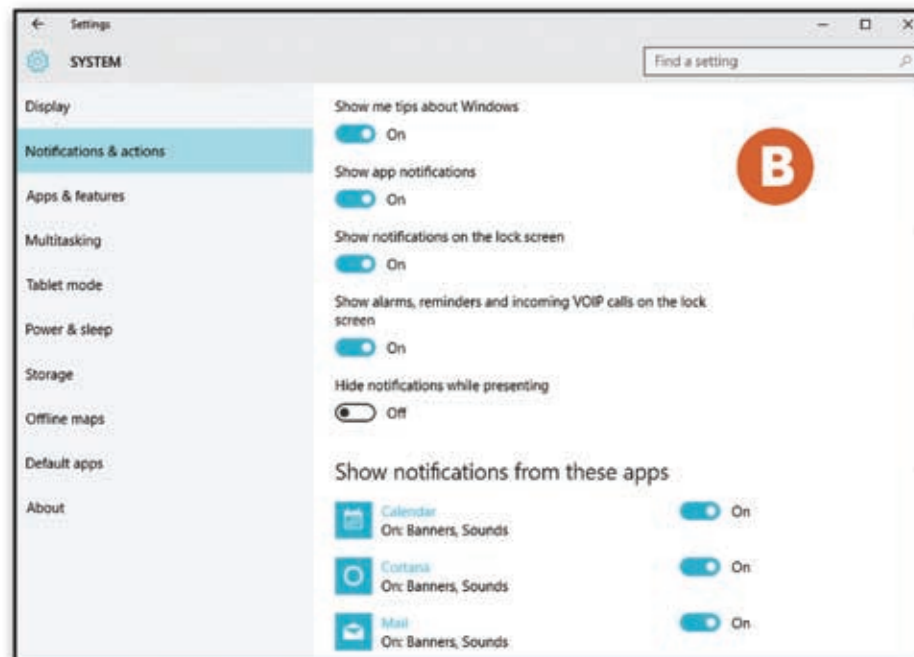 Settings
SYSTEM
Find a setting
Display
Notifications & actions
Apps & features
Multitasking
Tablet mode
Power & sleep
Storage
Offline maps
Default apps
About
Show me tips about Windows
On
Show app notifications
On
Show notifications on the lock screen
On
Show alarms, reminders and incoming VOIP calls on the lock
screen
On
Hide notifications while presenting
Off
Show notifications from these apps
Calendar
On: Banners, Sounds
On
Cortana
On: Banners, Sounds
On
Mail
On: Banners, Sounds
On
B